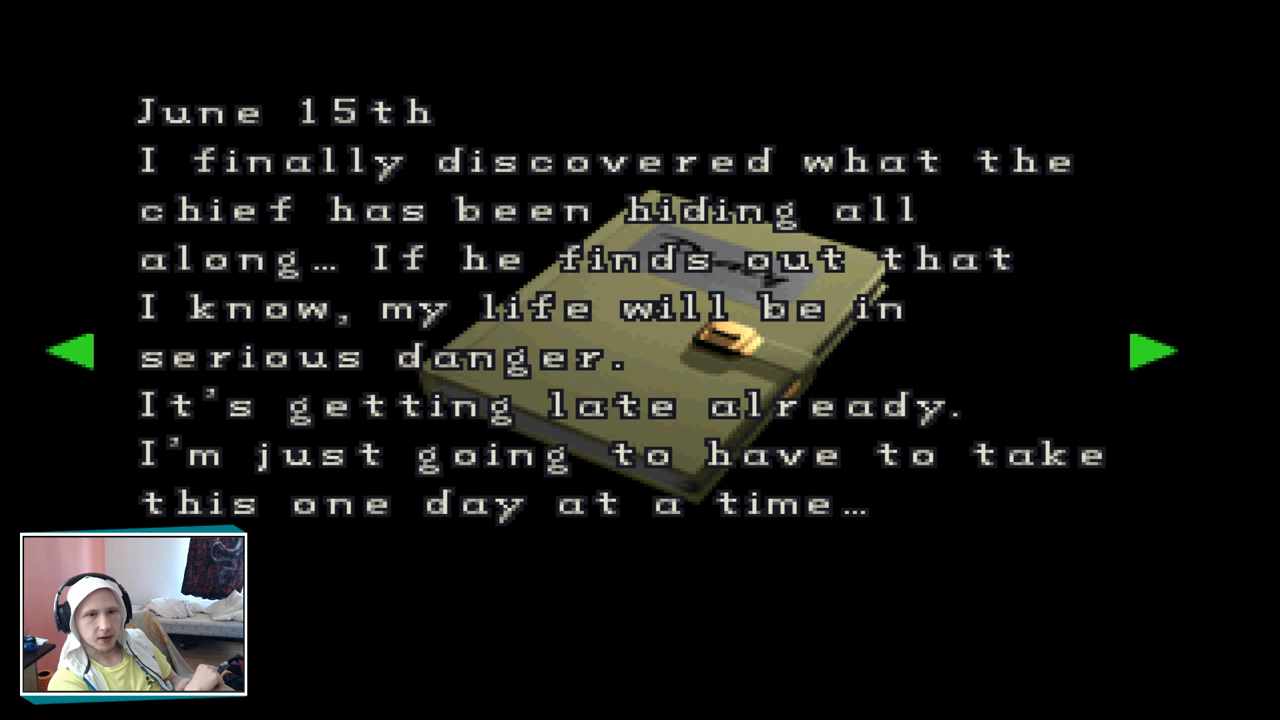 June 15th
I finally discovered what the
chief has been hiding all
along… If he finds out that
I know, my life will be in
serious danger.
It's getting late already.
I'm just going to have to take
this one day at a time…
Diary